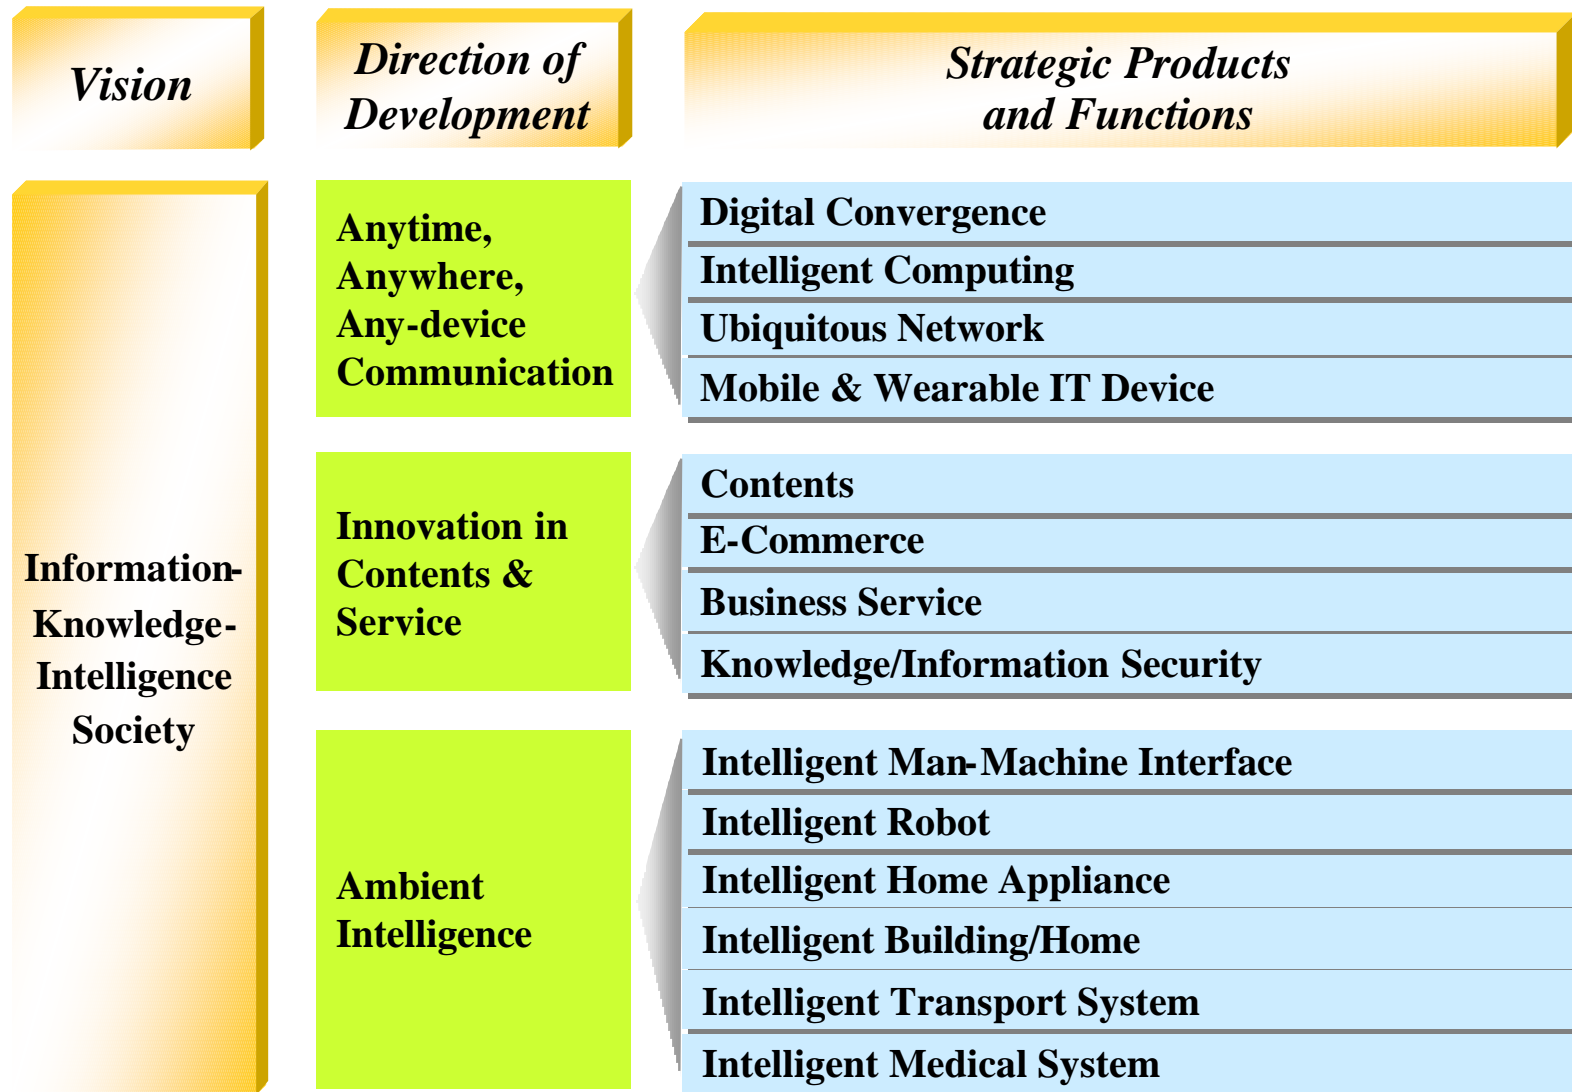 Vision
Direction of
Development
Strategic Products
and Functions
Information-
Knowledge-
Intelligence
Society
Anytime,
Anywhere,
Any-device
Communication
Digital Convergence
Intelligent Computing
Ubiquitous Network
Mobile & Wearable IT Device
Innovation in
Contents &
Service
Contents
E-Commerce
Business Service
Knowledge/Information Security
Ambient
Intelligence
Intelligent Man-Machine Interface
Intelligent Robot
Intelligent Home Appliance
Intelligent Building/Home
Intelligent Transport System
Intelligent Medical System